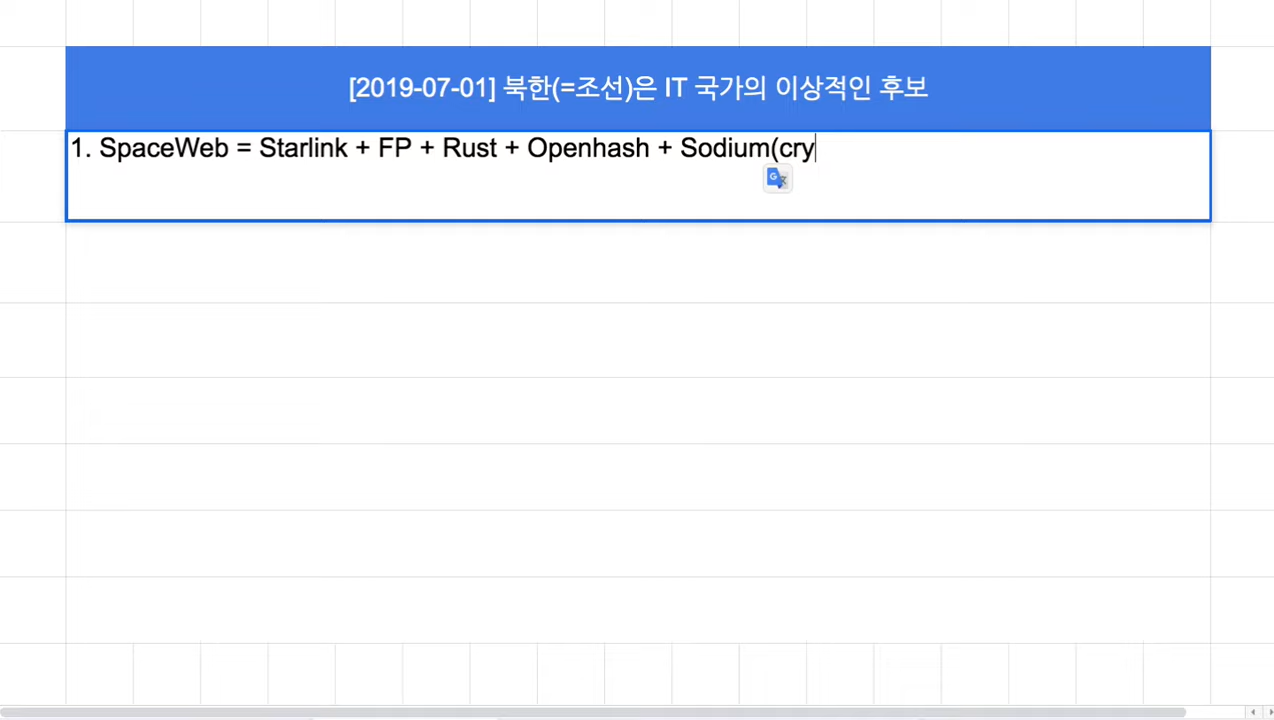 [2019-07-01] 북한(=조선)은 IT 국가의 이상적인 후보
1. SpaceWeb = Starlink + FP + Rust + Openhash + Sodium(cry